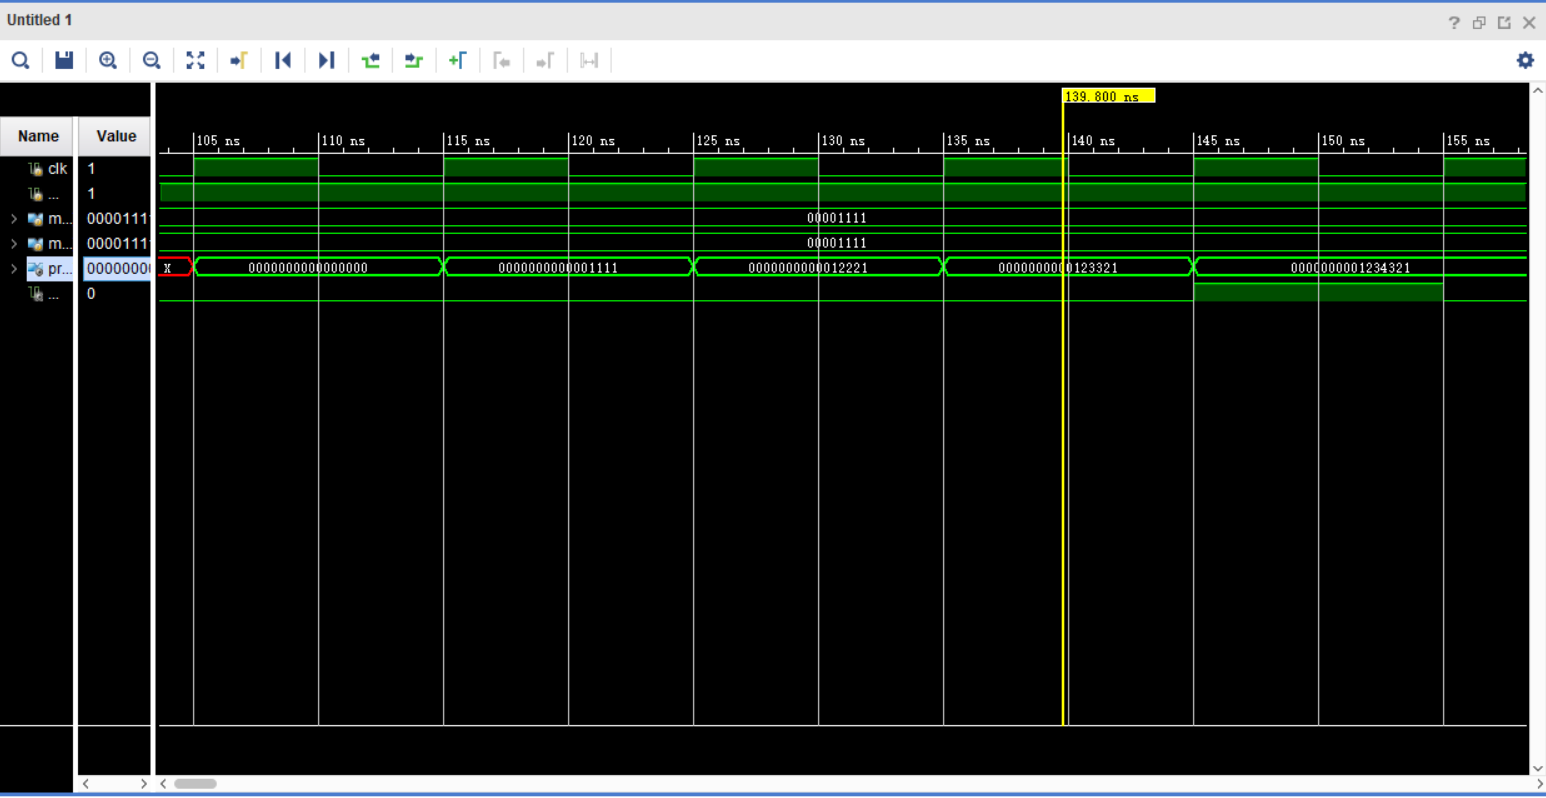 Untitled 1
139.800 ns
Name Value
105 ns 110 ns 115 ns 120 ns 125 ns 130 ns 135 ns 140 ns 145 ns 150 ns 155 ns
clk 1
... 1
m... 0000111 00001111
m... 0000111 00001111
pr... 00000000 X 0000000000000000 0000000000001111 0000000000012221 0000000000123321 0000000001234321
... 0